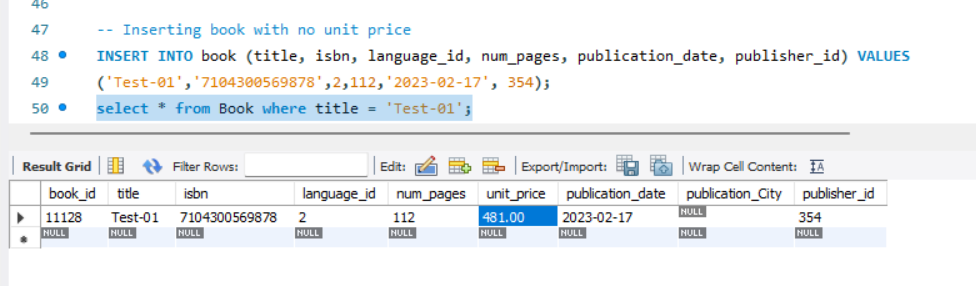 46
47 -- Inserting book with no unit price
48 INSERT INTO book (title, isbn, language_id, num_pages, publication_date, publisher_id) VALUES
49 ('Test-01','7104300569878',2,112,'2023-02-17', 354);
50 select * from Book where title = 'Test-01';
Result Grid Filter Rows: Edit: Export/Import: Wrap Cell Content: IA
book_id title isbn language_id num_pages unit_price publication_date publication_City publisher_id
11128 Test-01 7104300569878 2 112 481.00 2023-02-17 NULL 354
NULL NULL NULL NULL NULL NULL NULL NULL NULL